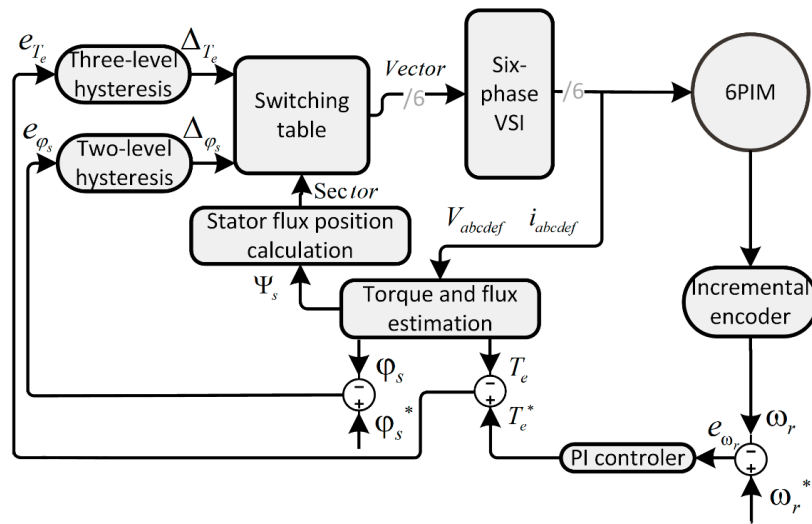 e_{T_e}
Three-level
hysteresis
Δ_{T_e}
Switching
table
Vector
/6
Six-
phase
VSI
/6
6PIM
e_{φ_s}
Two-level
hysteresis
Δ_{φ_s}
Sector
Stator flux position
calculation
V_{abcdef} i_{abcdef}
Ψ_s
Torque and flux
estimation
Incremental
encoder
φ_s
T_e
-
+
-
+
φ_s^*
T_e^*
PI controler
e_{ω_r}
ω_r
-
+
ω_r^*